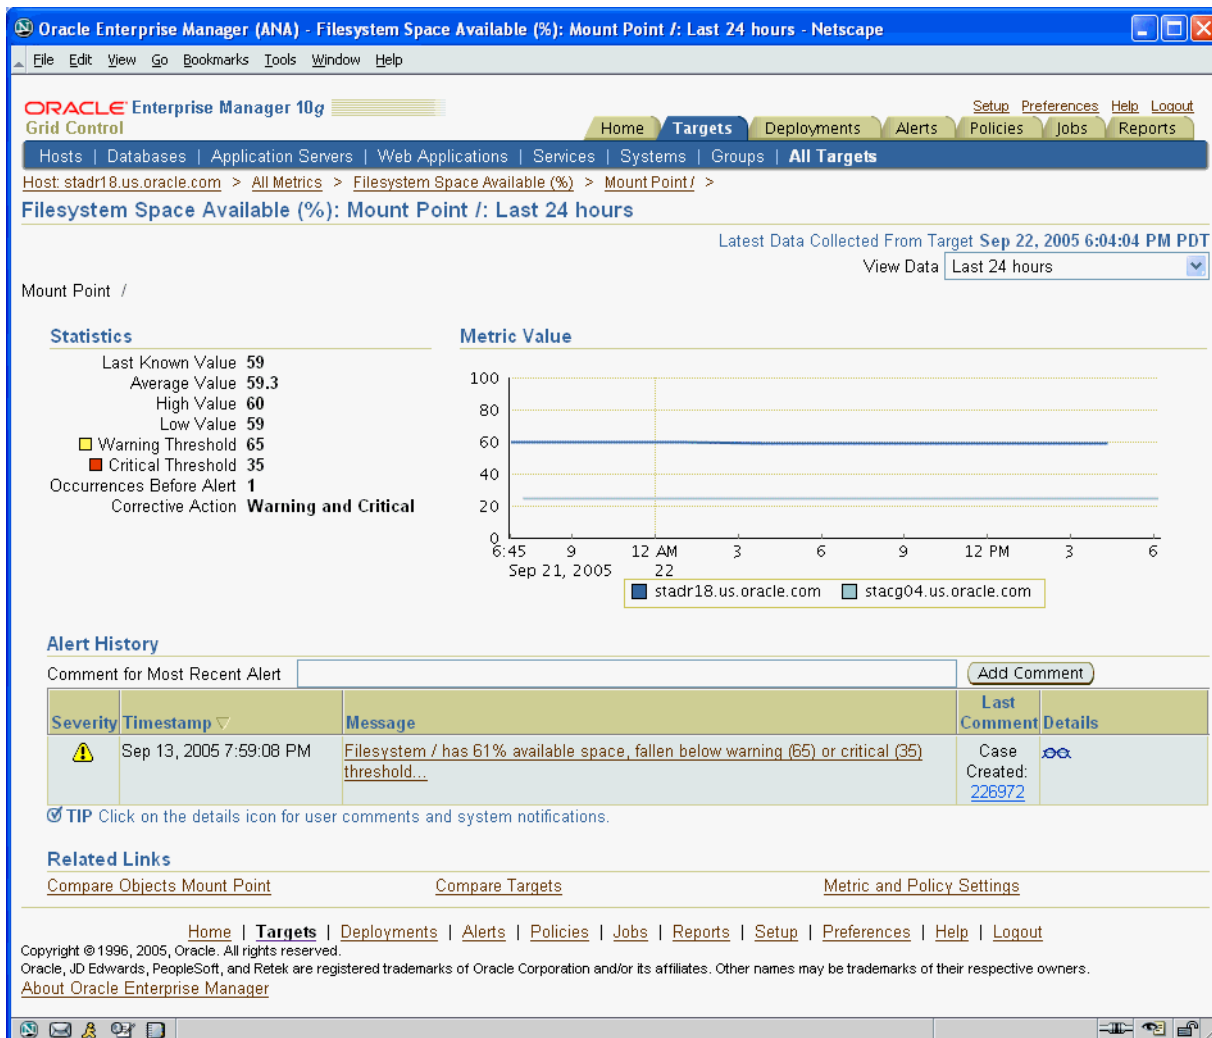 Oracle Enterprise Manager (ANA) - Filesystem Space Available (%): Mount Point /: Last 24 hours - Netscape
File Edit View Go Bookmarks Tools Window Help
ORACLE Enterprise Manager 10g
Grid Control
Setup Preferences Help Logout
Home Targets Deployments Alerts Policies Jobs Reports
Hosts | Databases | Application Servers | Web Applications | Services | Systems | Groups | All Targets
Host: stadr18.us.oracle.com > All Metrics > Filesystem Space Available (%) > Mount Point / >
Filesystem Space Available (%): Mount Point /: Last 24 hours
Latest Data Collected From Target Sep 22, 2005 6:04:04 PM PDT
View Data Last 24 hours
Mount Point /
Statistics
Last Known Value 59
Average Value 59.3
High Value 60
Low Value 59
Warning Threshold 65
Critical Threshold 35
Occurrences Before Alert 1
Corrective Action Warning and Critical
Metric Value
100
80
60
40
20
0
6:45 9 12 AM 3 6 9 12 PM 3 6
Sep 21, 2005 22
stadr18.us.oracle.com stacg04.us.oracle.com
Alert History
Comment for Most Recent Alert Add Comment
Severity Timestamp Message Last Comment Details
Sep 13, 2005 7:59:08 PM Filesystem / has 61% available space, fallen below warning (65) or critical (35) threshold... Case Created: 226972
TIP Click on the details icon for user comments and system notifications.
Related Links
Compare Objects Mount Point Compare Targets Metric and Policy Settings
Home | Targets | Deployments | Alerts | Policies | Jobs | Reports | Setup | Preferences | Help | Logout
Copyright © 1996, 2005, Oracle. All rights reserved.
Oracle, JD Edwards, PeopleSoft, and Retek are registered trademarks of Oracle Corporation and/or its affiliates. Other names may be trademarks of their respective owners.
About Oracle Enterprise Manager